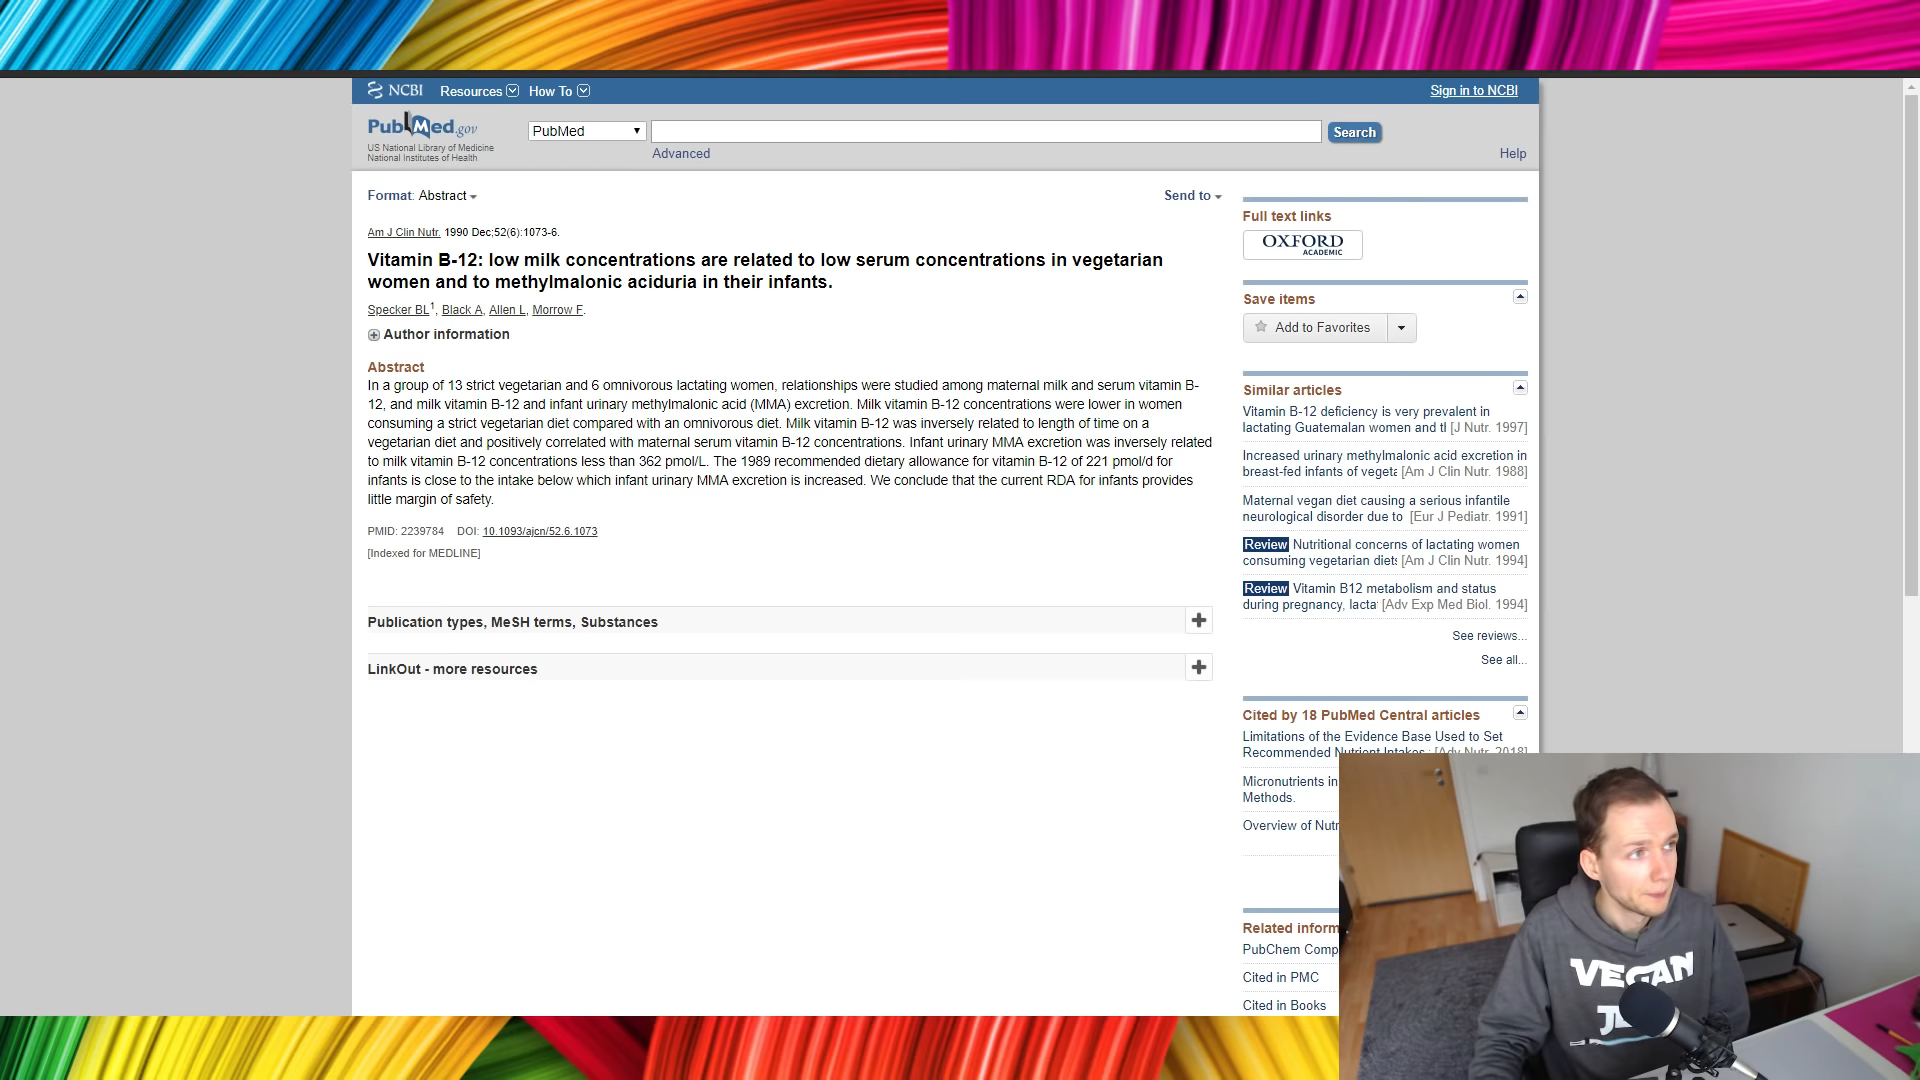 NCBI Resources How To Sign in to NCBI
PubMed.gov
US National Library of Medicine
National Institutes of Health
PubMed
Search
Advanced
Help
Format: Abstract
Send to
Am J Clin Nutr. 1990 Dec;52(6):1073-6.
Vitamin B-12: low milk concentrations are related to low serum concentrations in vegetarian
women and to methylmalonic aciduria in their infants.
Specker BL1, Black A, Allen L, Morrow F.
Author information
Abstract
In a group of 13 strict vegetarian and 6 omnivorous lactating women, relationships were studied among maternal milk and serum vitamin B-
12, and milk vitamin B-12 and infant urinary methylmalonic acid (MMA) excretion. Milk vitamin B-12 concentrations were lower in women
consuming a strict vegetarian diet compared with an omnivorous diet. Milk vitamin B-12 was inversely related to length of time on a
vegetarian diet and positively correlated with maternal serum vitamin B-12 concentrations. Infant urinary MMA excretion was inversely related
to milk vitamin B-12 concentrations less than 362 pmol/L. The 1989 recommended dietary allowance for vitamin B-12 of 221 pmol/d for
infants is close to the intake below which infant urinary MMA excretion is increased. We conclude that the current RDA for infants provides
little margin of safety.
PMID: 2239784 DOI: 10.1093/ajcn/52.6.1073
[Indexed for MEDLINE]
Publication types, MeSH terms, Substances
LinkOut - more resources
Full text links
OXFORD
ACADEMIC
Save items
Add to Favorites
Similar articles
Vitamin B-12 deficiency is very prevalent in
lactating Guatemalan women and tl [J Nutr. 1997]
Increased urinary methylmalonic acid excretion in
breast-fed infants of vegeta [Am J Clin Nutr. 1988]
Maternal vegan diet causing a serious infantile
neurological disorder due to [Eur J Pediatr. 1991]
Review Nutritional concerns of lactating women
consuming vegetarian diets [Am J Clin Nutr. 1994]
Review Vitamin B12 metabolism and status
during pregnancy, lacta [Adv Exp Med Biol. 1994]
See reviews...
See all...
Cited by 18 PubMed Central articles
Limitations of the Evidence Base Used to Set
Recommended Nutrient Intakes [Adv Nutr. 2018]
Micronutrients in
Methods.
Overview of Nutr
Related inform
PubChem Comp
Cited in PMC
Cited in Books
VEGAN